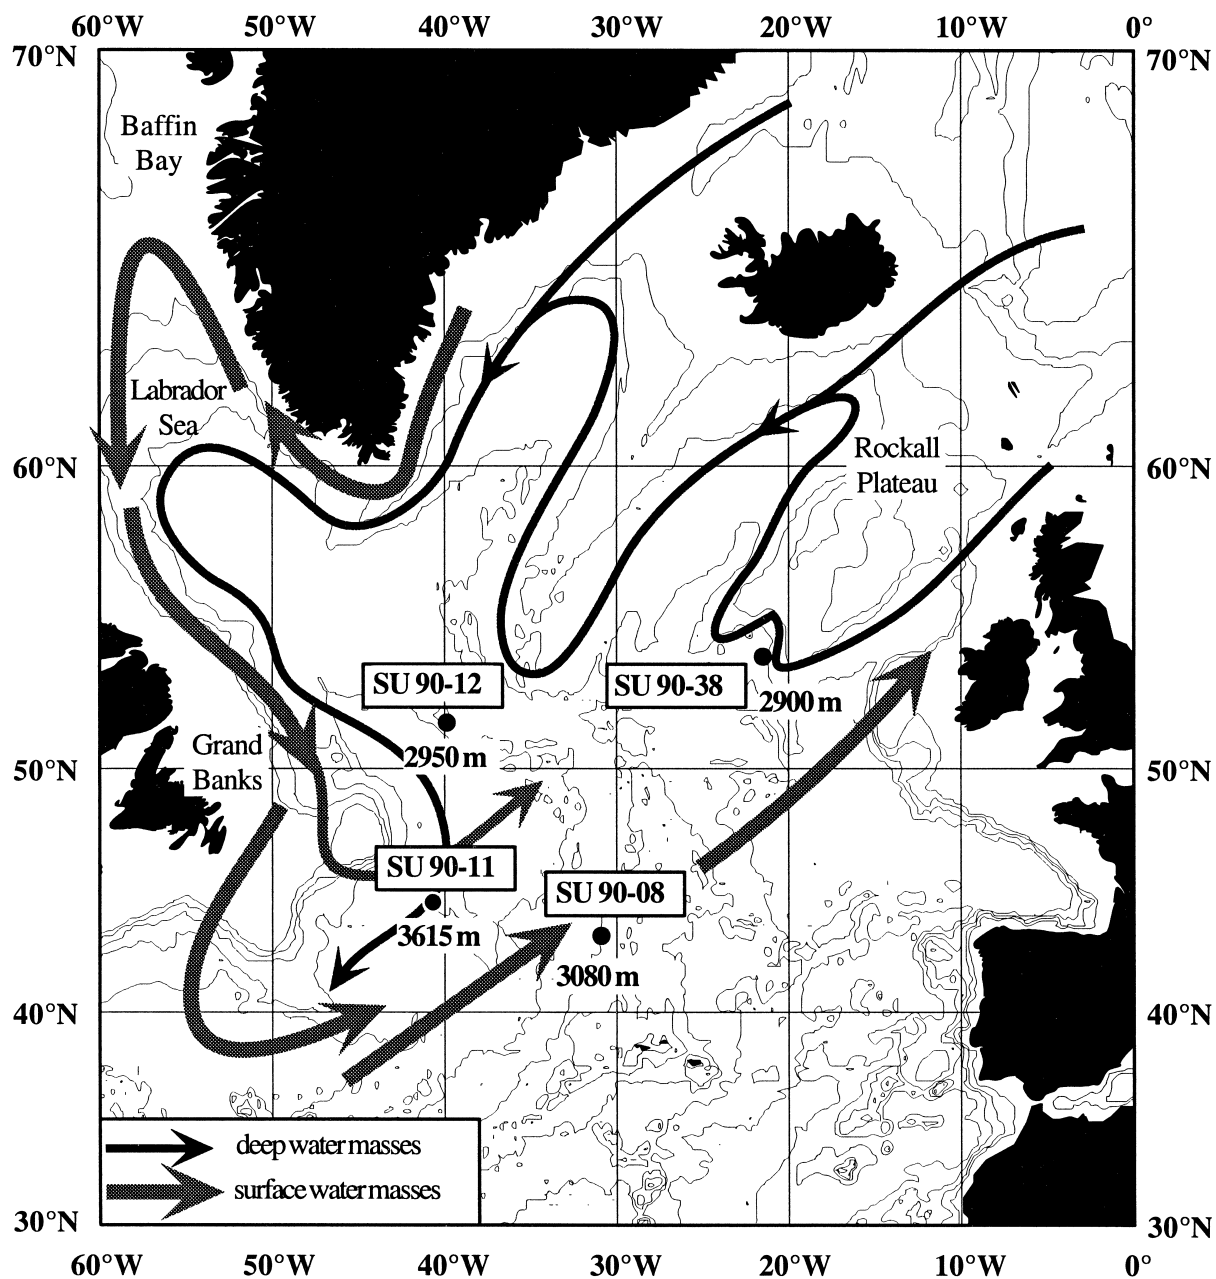 60°W 50°W 40°W 30°W 20°W 10°W 0°
70°N 70°N
Baffin
Bay
Labrador
Sea
Rockall
Plateau
60°N 60°N
SU 90-12 SU 90-38
2900 m
Grand
Banks
2950 m
50°N 50°N
SU 90-11
SU 90-08
3615 m
3080 m
40°N 40°N
deep water masses
surface water masses
30°N 30°N
60°W 50°W 40°W 30°W 20°W 10°W 0°